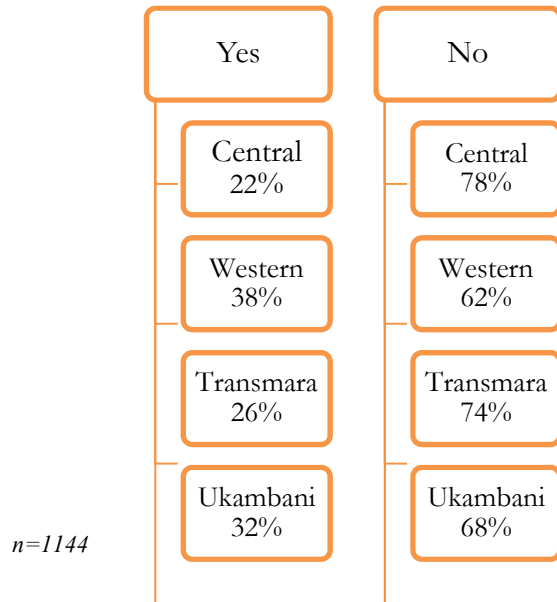 Yes
Central
22%
Western
38%
Transmara
26%
Ukambani
32%
No
Central
78%
Western
62%
Transmara
74%
Ukambani
68%
n=1144